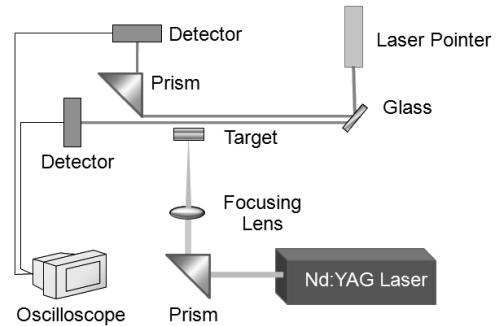 Detector
Laser Pointer
Prism
Glass
Target
Detector
Focusing
Lens
Nd:YAG Laser
Oscilloscope
Prism